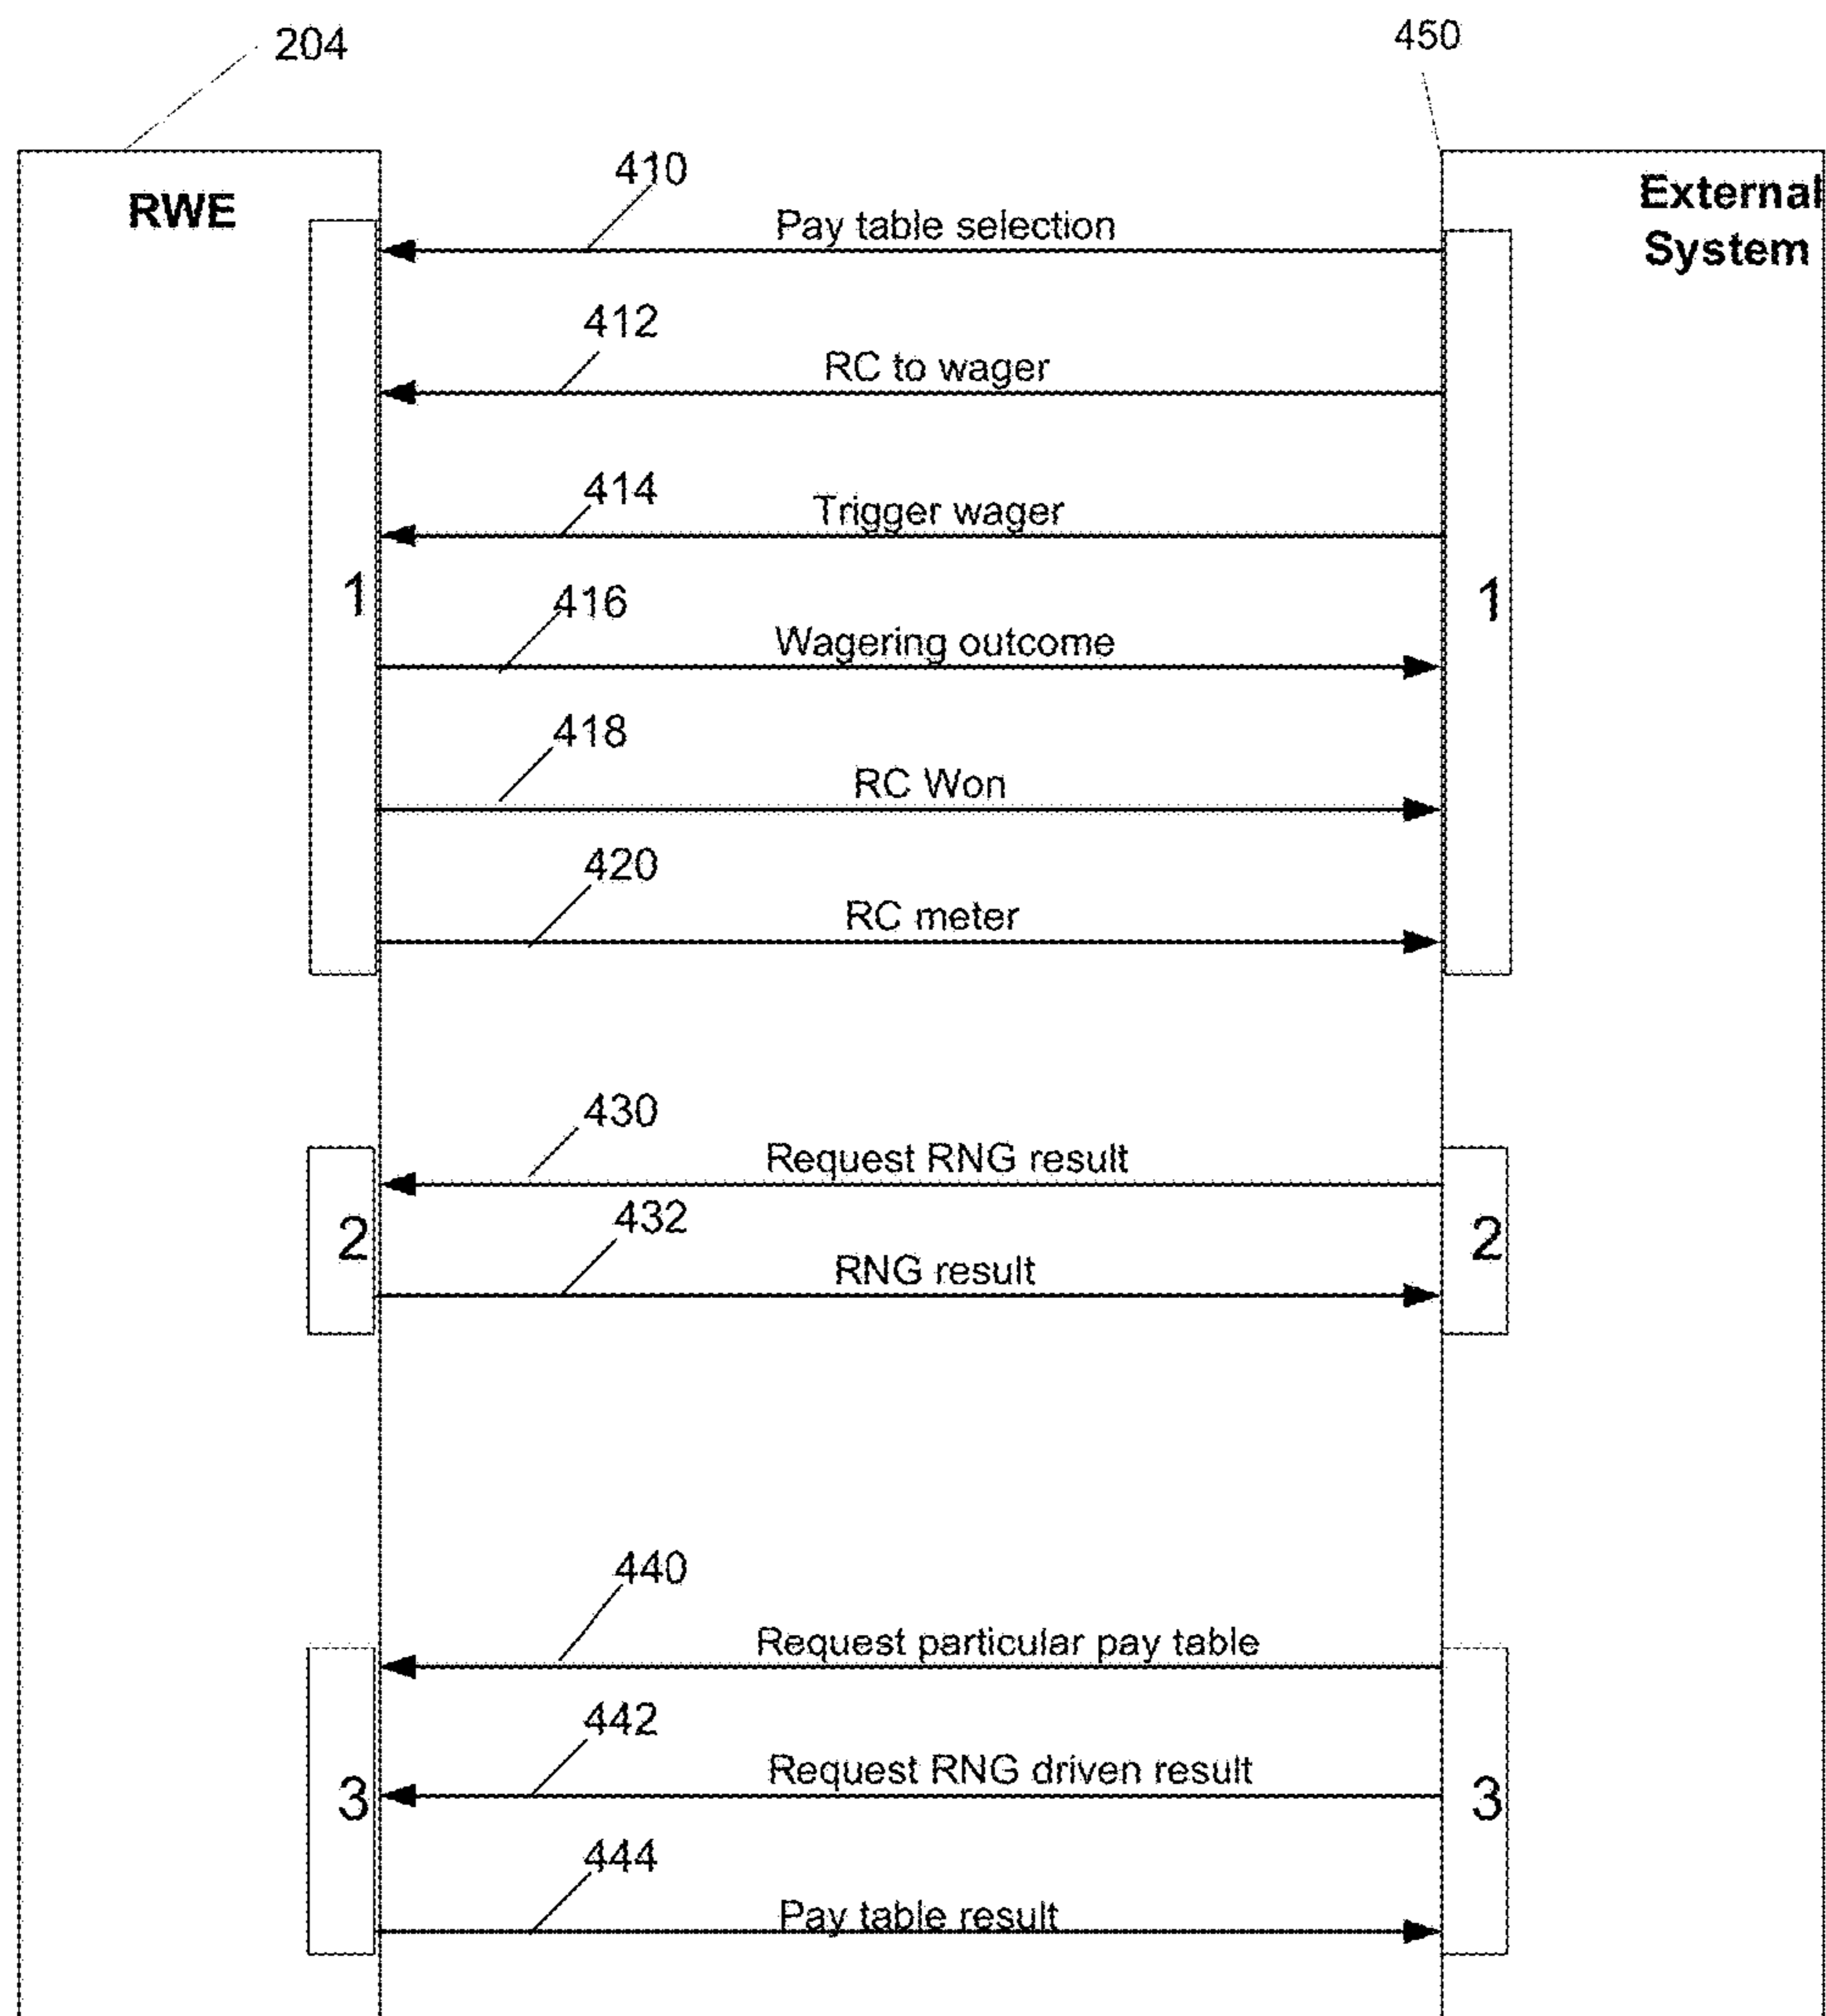 204
450
RWE
External
System
410
Pay table selection
412
RC to wager
414
Trigger wager
1
1
416
Wagering outcome
418
RC Won
420
RC meter
430
Request RNG result
432
2
2
RNG result
440
Request particular pay table
442
Request RNG driven result
3
3
444
Pay table result